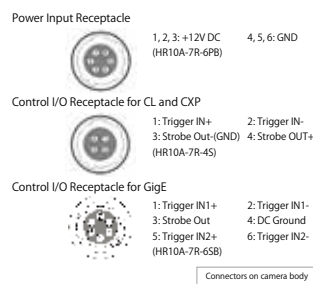 Power Input Receptacle
1, 2, 3: +12V DC 4, 5, 6: GND
(HR10A-7R-6PB)
Control I/O Receptacle for CL and CXP
1: Trigger IN+ 2: Trigger IN-
3: Strobe Out-(GND) 4: Strobe OUT+
(HR10A-7R-4S)
Control I/O Receptacle for GigE
1: Trigger IN1+ 2: Trigger IN1-
3: Strobe Out 4: DC Ground
5: Trigger IN2+ 6: Trigger IN2-
(HR10A-7R-6SB)
Connectors on camera body